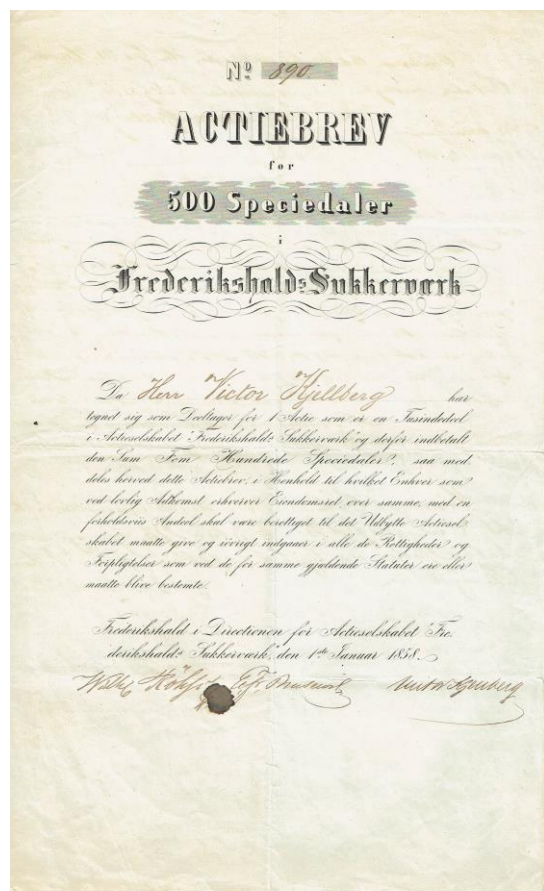 Nº 890.
ACTIEBREV
for
500 Speciedaler
i
Frederikshalds Sukkerværk
Da Herr Victor Kjellberg har
tegnet sig som Deeltager for 1 Actie som er en Tusindedeel
i Actieselskabet "Frederikshalds Sukkerværk" og derfor indbetalt
den Sum Fem Hundrede Speciedaler, saa med
deles herved dette Actiebrev, i Henhold til hvilket Enhver som
ved lovlig Adkomst erhverver Eiendomsret over samme, med en
forholdsviis Andeel skal være berettiget til det Udbytte Actiesel
skabet maatte give og iøvrigt indgaaer i alle de Rettigheder og
Forpligtelser som ved de for samme gjældende Statuter ere eller
maatte blive bestemte.
Frederikshald i Directionen for Actieselskabet "Fre
derikshalds Sukkerværk", den 1ste Januar 1858.
Victor Kjellberg